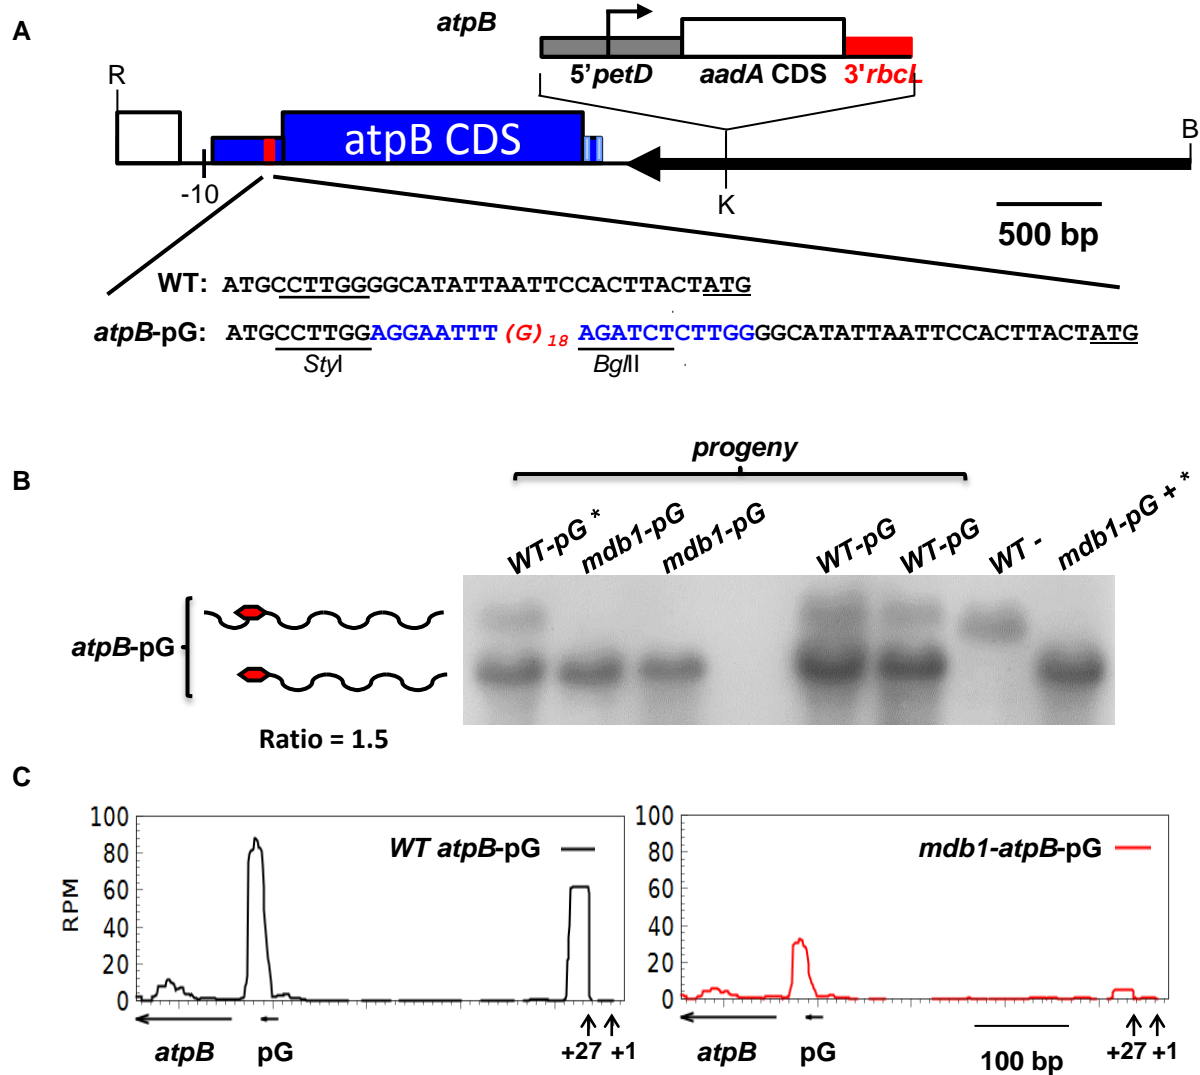 A
atpB
5'petD
aadA CDS
3'rbcL
R
atpB CDS
B
-10
K
500 bp
WT: ATGCCTTGGGGCATATTAATTCCACTTACTATG
atpB-pG: ATGCCTTGGAGGAATTT (G)18 AGATCTCTTGGGGCATATTAATTCCACTTACTATG
StyI
BglII
B
progeny
WT-pG *
mdb1-pG
mdb1-pG
WT-pG
WT-pG
WT -
mdb1-pG + *
atpB-pG
Ratio = 1.5
C
100
80
60
40
20
0
RPM
WT atpB-pG
atpB
pG
+27
+1
100
80
60
40
20
0
mdb1-atpB-pG
atpB
pG
100 bp
+27
+1